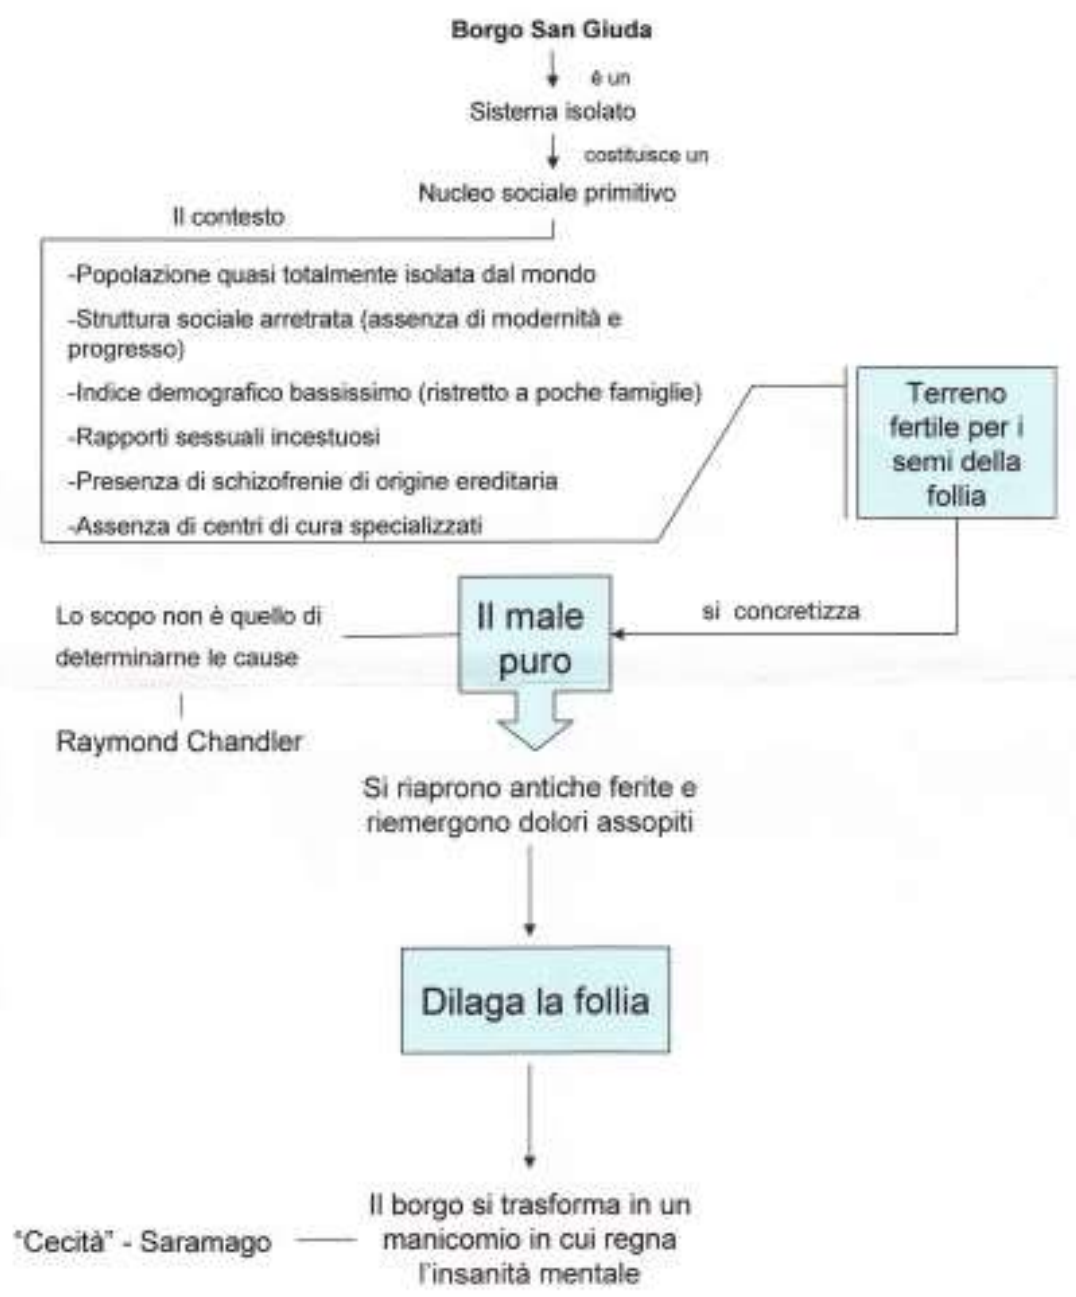 Borgo San Giuda
è un
Sistema isolato
costituisce un
Nucleo sociale primitivo
Il contesto
-Popolazione quasi totalmente isolata dal mondo
-Struttura sociale arretrata (assenza di modernità e
progresso)
-Indice demografico bassissimo (ristretto a poche famiglie)
-Rapporti sessuali incestuosi
-Presenza di schizofrenie di origine ereditaria
-Assenza di centri di cura specializzati
Terreno
fertile per i
semi della
follia
si concretizza
Il male
puro
Lo scopo non è quello di
determinarne le cause
Raymond Chandler
Si riaprono antiche ferite e
riemergono dolori assopiti
Dilaga la follia
Il borgo si trasforma in un
manicomio in cui regna
l'insanità mentale
"Cecità" - Saramago